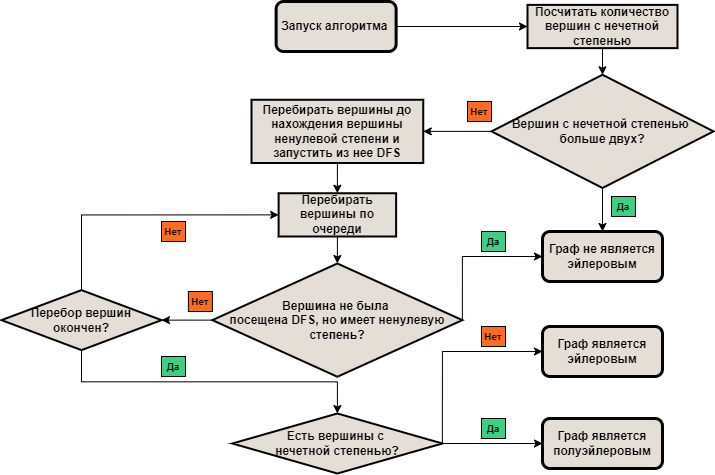 Запуск алгоритма
Посчитать количество
вершин с нечетной
степенью
Вершин с нечетной степенью
больше двух?
Нет
Да
Перебирать вершины до
нахождения вершины
ненулевой степени и
запустить из нее DFS
Перебирать
вершины по
очереди
Нет
Да
Граф не является
эйлеровым
Вершина не была
посещена DFS, но имеет ненулевую
степень?
Нет
Перебор вершин
окончен?
Нет
Граф является
эйлеровым
Да
Есть вершины с
нечетной степенью?
Да
Граф является
полуэйлеровым